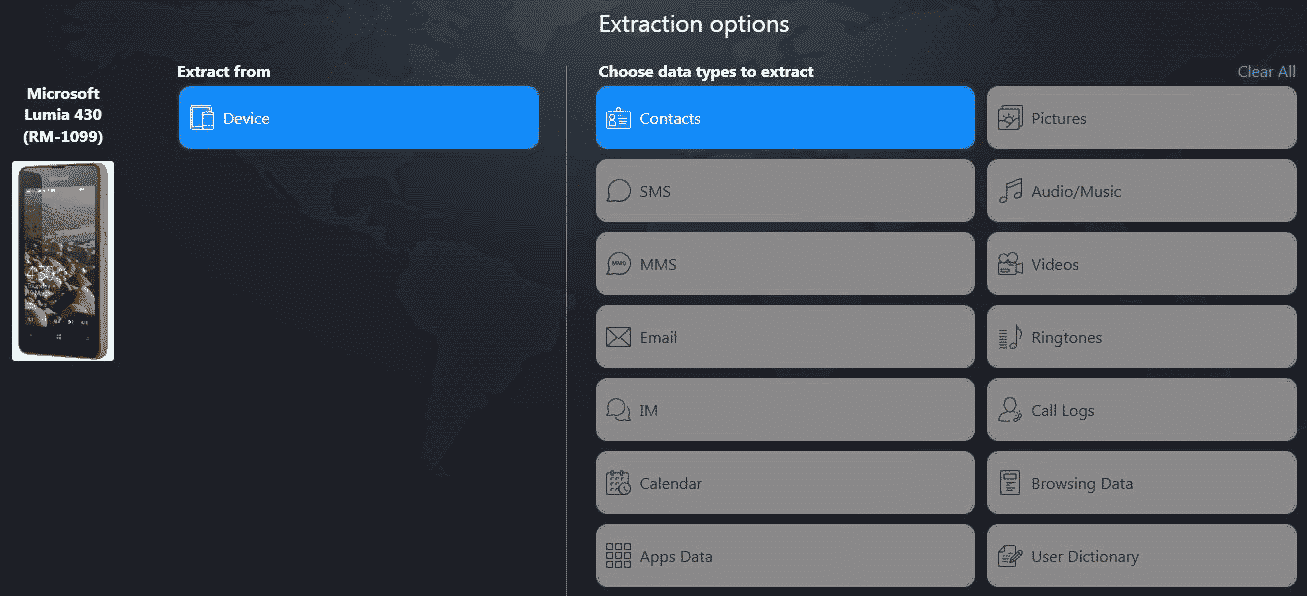 Extraction options
Extract from
Choose data types to extract
Clear All
Microsoft
Lumia 430
(RM-1099)
Device
Contacts
Pictures
SMS
Audio/Music
MMS
Videos
Email
Ringtones
IM
Call Logs
Calendar
Browsing Data
Apps Data
User Dictionary